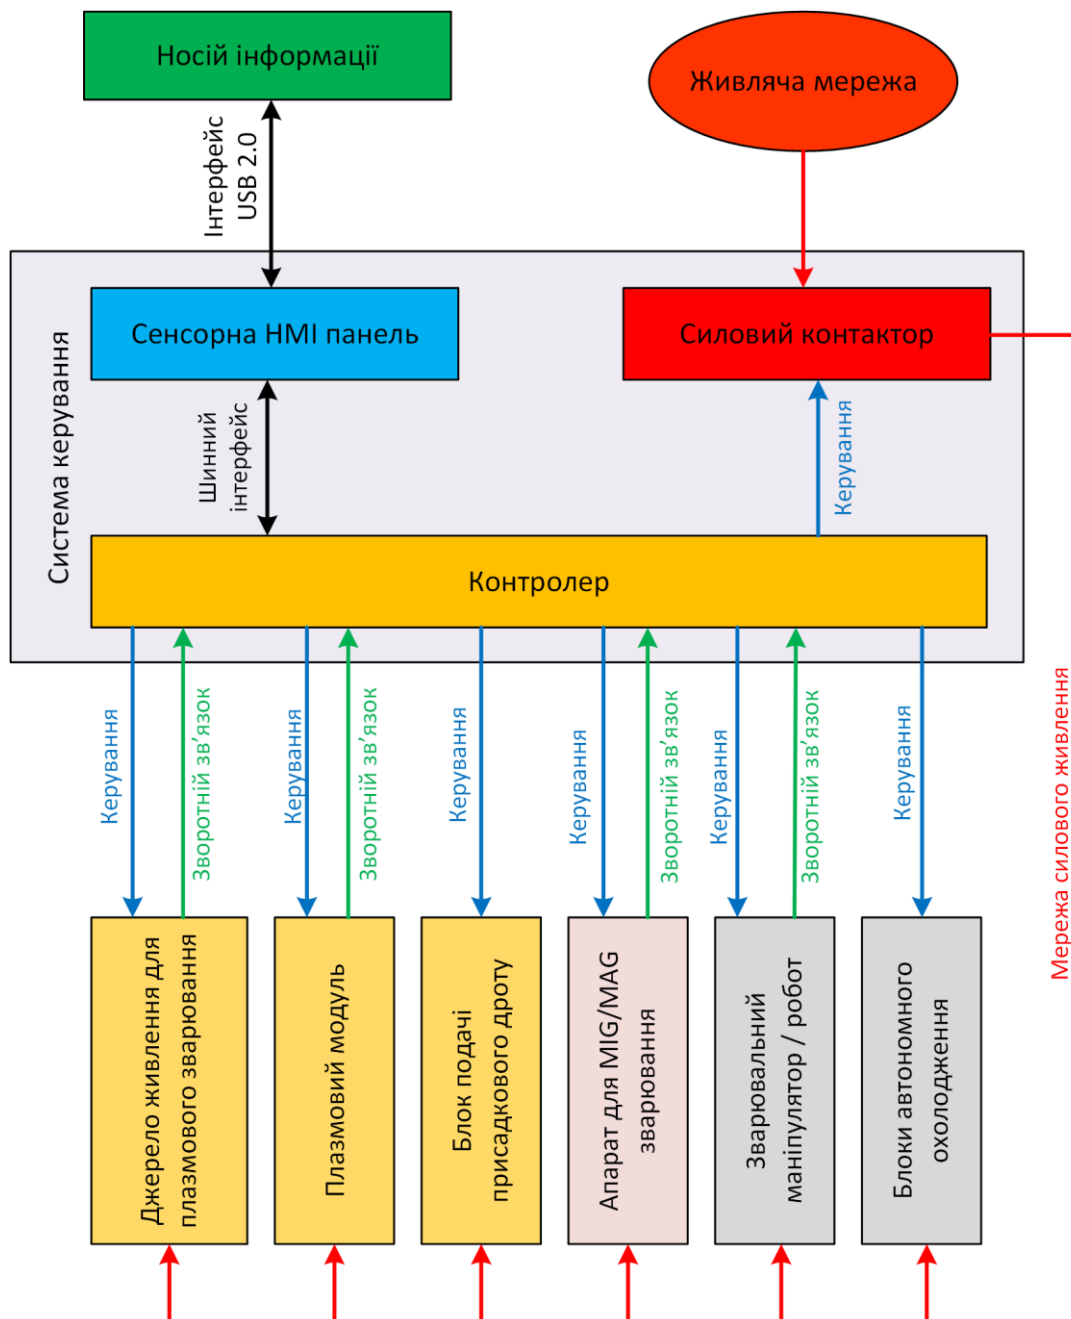 Носій інформації
Живляча мережа
Інтерфейс
USB 2.0
Система керування
Сенсорна HMI панель
Силовий контактор
Шинний
інтерфейс
Керування
Контролер
Керування
Зворотній зв’язок
Керування
Зворотній зв’язок
Керування
Керування
Зворотній зв’язок
Керування
Зворотній зв’язок
Керування
Мережа силового живлення
Джерело живлення для
плазмового зварювання
Плазмовий модуль
Блок подачі
присадкового дроту
Апарат для MIG/MAG
зварювання
Зварювальний
маніпулятор / робот
Блоки автономного
охолодження